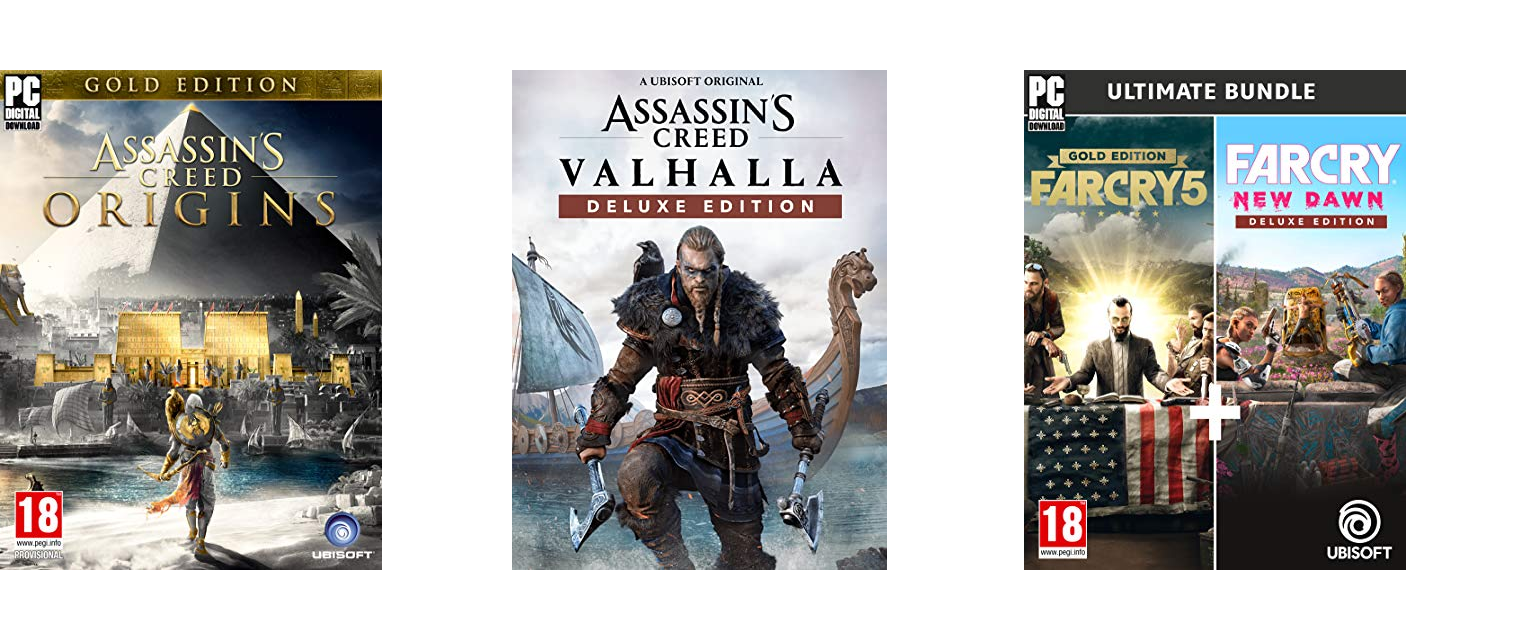 GOLD EDITION
PC
DIGITAL
DOWNLOAD
ASSASSIN'S
CREED
ORIGINS
18
www.pegi.info
PROVISIONAL
UBISOFT
A UBISOFT ORIGINAL
ASSASSIN'S
CREED
VALHALLA
DELUXE EDITION
PC
DIGITAL
DOWNLOAD
ULTIMATE BUNDLE
GOLD EDITION
FARCRY5
FARCRY
NEW DAWN
DELUXE EDITION
18
www.pegi.info
UBISOFT